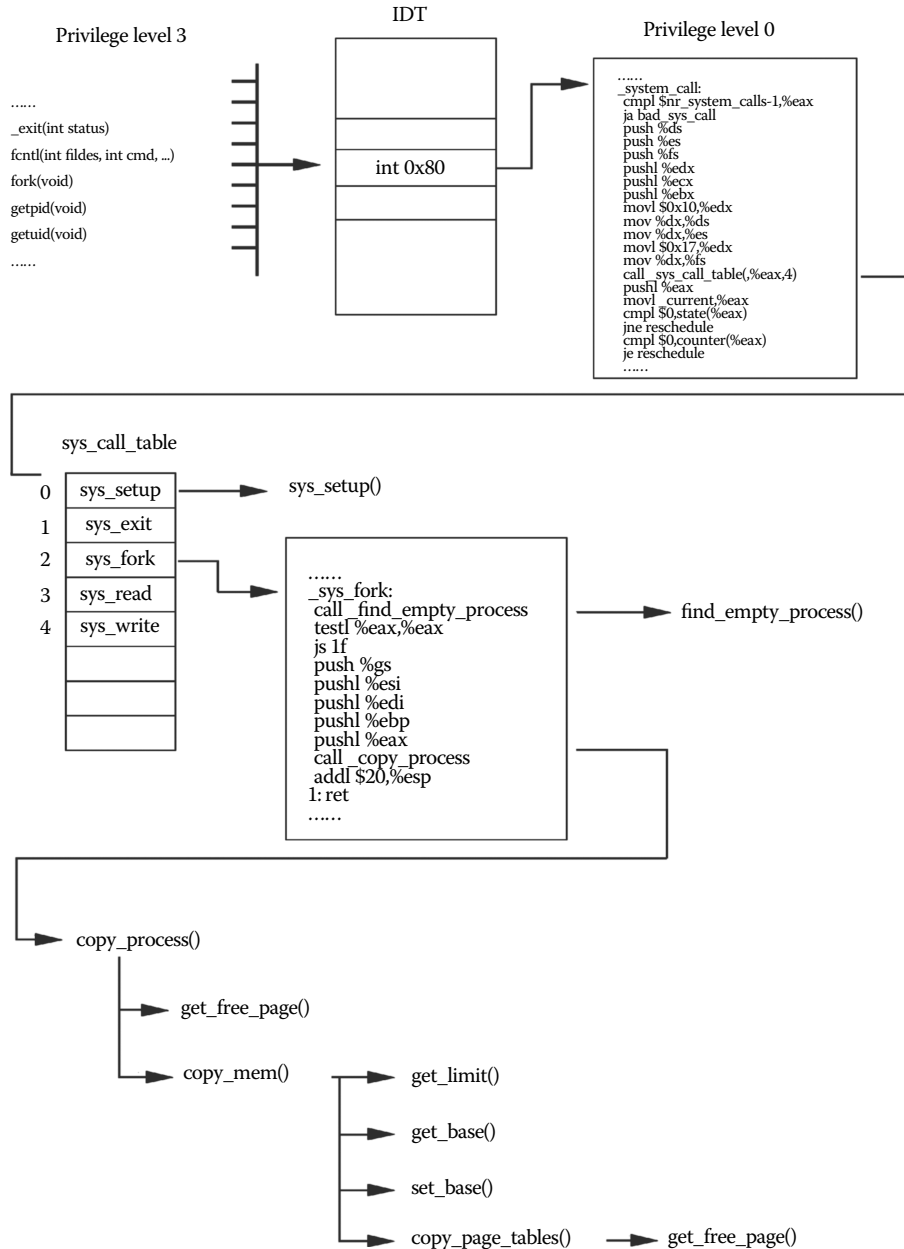 IDT
Privilege level 3
Privilege level 0
……
_exit(int status)
fcntl(int fildes, int cmd, ...)
fork(void)
getpid(void)
getuid(void)
……
int 0x80
……
_system_call:
cmpl $nr_system_calls-1,%eax
ja bad_sys_call
push %ds
push %es
push %fs
pushl %edx
pushl %ecx
pushl %ebx
movl $0x10,%edx
mov %dx,%ds
mov %dx,%es
movl $0x17,%edx
mov %dx,%fs
call _sys_call_table(,%eax,4)
pushl %eax
movl _current,%eax
cmpl $0,state(%eax)
jne reschedule
cmpl $0,counter(%eax)
je reschedule
……
sys_call_table
0 sys_setup
sys_setup()
1 sys_exit
2 sys_fork
3 sys_read
4 sys_write
……
_sys_fork:
call _find_empty_process
testl %eax,%eax
js 1f
push %gs
pushl %esi
pushl %edi
pushl %ebp
pushl %eax
call _copy_process
addl $20,%esp
1: ret
……
find_empty_process()
copy_process()
get_free_page()
copy_mem()
get_limit()
get_base()
set_base()
copy_page_tables()
get_free_page()